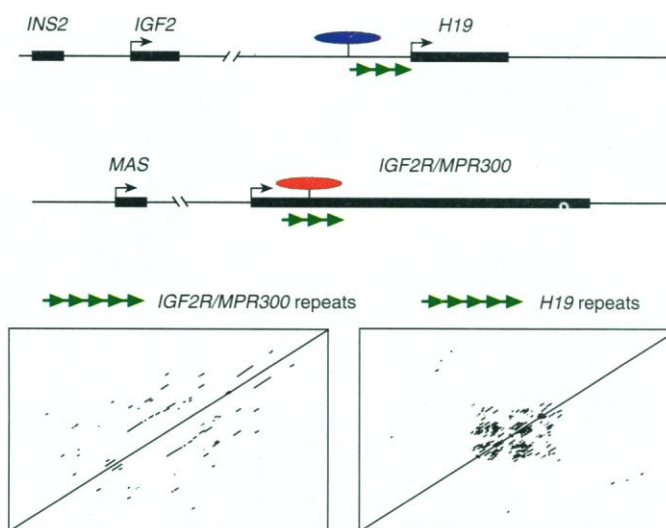 INS2 IGF2 H19
MAS IGF2R/MPR300
IGF2R/MPR300 repeats H19 repeats